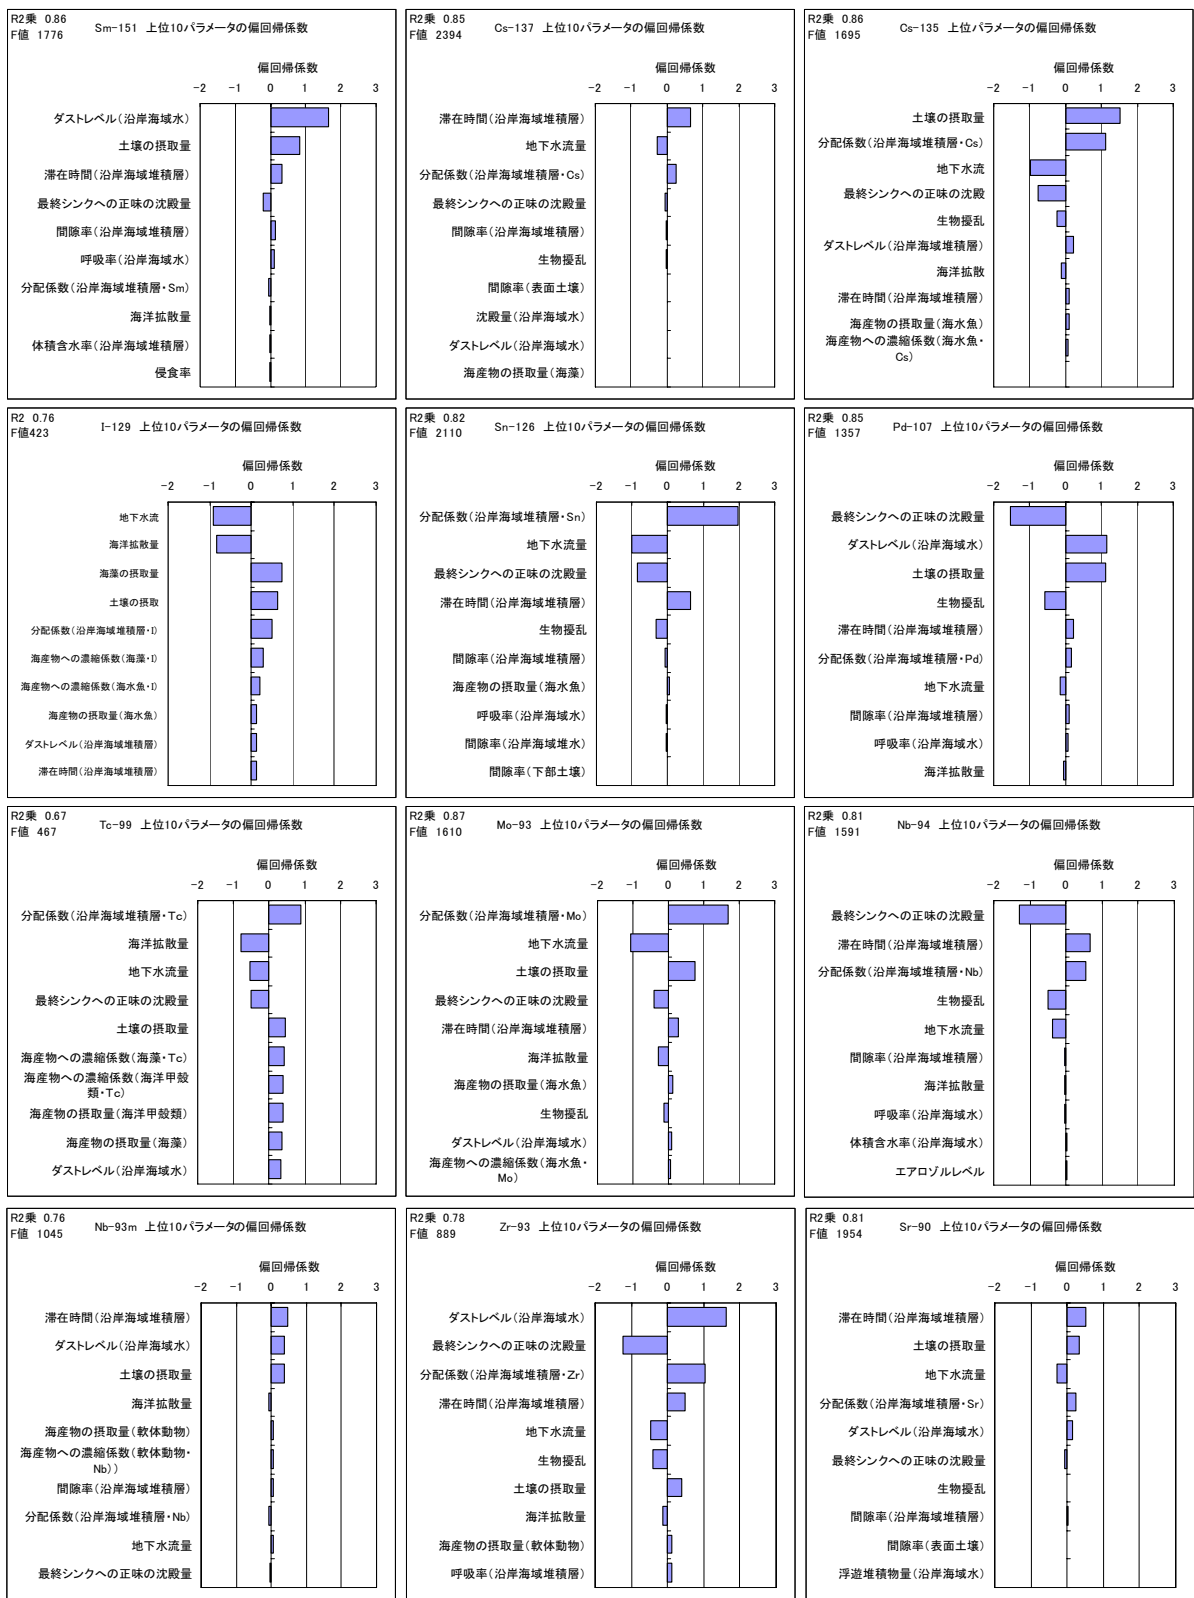 R2乗 0.86
F値 1776
Sm-151 上位10パラメータの偏回帰係数
偏回帰係数
-2 -1 0 1 2 3
ダストレベル(沿岸海域水)
土壌の摂取量
滞在時間(沿岸海域堆積層)
最終シンクへの正味の沈殿量
間隙率(沿岸海域堆積層)
呼吸率(沿岸海域水)
分配係数(沿岸海域堆積層・Sm)
海洋拡散量
体積含水率(沿岸海域堆積層)
侵食率
R2乗 0.85
F値 2394
Cs-137 上位10パラメータの偏回帰係数
偏回帰係数
-2 -1 0 1 2 3
滞在時間(沿岸海域堆積層)
地下水流量
分配係数(沿岸海域堆積層・Cs)
最終シンクへの正味の沈殿量
間隙率(沿岸海域堆積層)
生物擾乱
間隙率(表面土壌)
沈殿量(沿岸海域水)
ダストレベル(沿岸海域水)
海産物の摂取量(海藻)
R2乗 0.86
F値 1695
Cs-135 上位パラメータの偏回帰係数
偏回帰係数
-2 -1 0 1 2 3
土壌の摂取量
分配係数(沿岸海域堆積層・Cs)
地下水流
最終シンクへの正味の沈殿
生物擾乱
ダストレベル(沿岸海域堆積層)
海洋拡散
滞在時間(沿岸海域堆積層)
海産物の摂取量(海水魚)
海産物への濃縮係数(海水魚・
Cs)
R2 0.76
F値423
I-129 上位10パラメータの偏回帰係数
偏回帰係数
-2 -1 0 1 2 3
地下水流
海洋拡散量
海藻の摂取量
土壌の摂取
分配係数(沿岸海域堆積層・I)
海産物への濃縮係数(海藻・I)
海産物への濃縮係数(海水魚・I)
海産物の摂取量(海水魚)
ダストレベル(沿岸海域堆積層)
滞在時間(沿岸海域堆積層)
R2乗 0.82
F値 2110
Sn-126 上位10パラメータの偏回帰係数
偏回帰係数
-2 -1 0 1 2 3
分配係数(沿岸海域堆積層・Sn)
地下水流量
最終シンクへの正味の沈殿量
滞在時間(沿岸海域堆積層)
生物擾乱
間隙率(沿岸海域堆積層)
海産物の摂取量(海水魚)
呼吸率(沿岸海域水)
間隙率(沿岸海域堆水)
間隙率(下部土壌)
R2乗 0.85
F値 1357
Pd-107 上位10パラメータの偏回帰係数
偏回帰係数
-2 -1 0 1 2 3
最終シンクへの正味の沈殿量
ダストレベル(沿岸海域水)
土壌の摂取量
生物擾乱
滞在時間(沿岸海域堆積層)
分配係数(沿岸海域堆積層・Pd)
地下水流量
間隙率(沿岸海域堆積層)
呼吸率(沿岸海域水)
海洋拡散量
R2乗 0.67
F値 467
Tc-99 上位10パラメータの偏回帰係数
偏回帰係数
-2 -1 0 1 2 3
分配係数(沿岸海域堆積層・Tc)
海洋拡散量
地下水流量
最終シンクへの正味の沈殿量
土壌の摂取量
海産物への濃縮係数(海藻・Tc)
海産物への濃縮係数(海洋甲殻
類・Tc)
海産物の摂取量(海洋甲殻類)
海産物の摂取量(海藻)
ダストレベル(沿岸海域水)
R2乗 0.87
F値 1610
Mo-93 上位10パラメータの偏回帰係数
偏回帰係数
-2 -1 0 1 2 3
分配係数(沿岸海域堆積層・Mo)
地下水流量
土壌の摂取量
最終シンクへの正味の沈殿量
滞在時間(沿岸海域堆積層)
海洋拡散量
海産物の摂取量(海水魚)
生物擾乱
ダストレベル(沿岸海域水)
海産物への濃縮係数(海水魚・
Mo)
R2乗 0.81
F値 1591
Nb-94 上位10パラメータの偏回帰係数
偏回帰係数
-2 -1 0 1 2 3
最終シンクへの正味の沈殿量
滞在時間(沿岸海域堆積層)
分配係数(沿岸海域堆積層・Nb)
生物擾乱
地下水流量
間隙率(沿岸海域堆積層)
海洋拡散量
呼吸率(沿岸海域水)
体積含水率(沿岸海域水)
エアロゾルレベル
R2乗 0.76
F値 1045
Nb-93m 上位10パラメータの偏回帰係数
偏回帰係数
-2 -1 0 1 2 3
滞在時間(沿岸海域堆積層)
ダストレベル(沿岸海域水)
土壌の摂取量
海洋拡散量
海産物の摂取量(軟体動物)
海産物への濃縮係数(軟体動物・
Nb))
間隙率(沿岸海域堆積層)
分配係数(沿岸海域堆積層・Nb)
地下水流量
最終シンクへの正味の沈殿量
R2乗 0.78
F値 889
Zr-93 上位10パラメータの偏回帰係数
偏回帰係数
-2 -1 0 1 2 3
ダストレベル(沿岸海域水)
最終シンクへの正味の沈殿量
分配係数(沿岸海域堆積層・Zr)
滞在時間(沿岸海域堆積層)
地下水流量
生物擾乱
土壌の摂取量
海洋拡散量
海産物の摂取量(軟体動物)
呼吸率(沿岸海域堆積層)
R2乗 0.81
F値 1954
Sr-90 上位10パラメータの偏回帰係数
偏回帰係数
-2 -1 0 1 2 3
滞在時間(沿岸海域堆積層)
土壌の摂取量
地下水流量
分配係数(沿岸海域堆積層・Sr)
ダストレベル(沿岸海域水)
最終シンクへの正味の沈殿量
生物擾乱
間隙率(沿岸海域堆積層)
間隙率(表面土壌)
浮遊堆積物量(沿岸海域水)